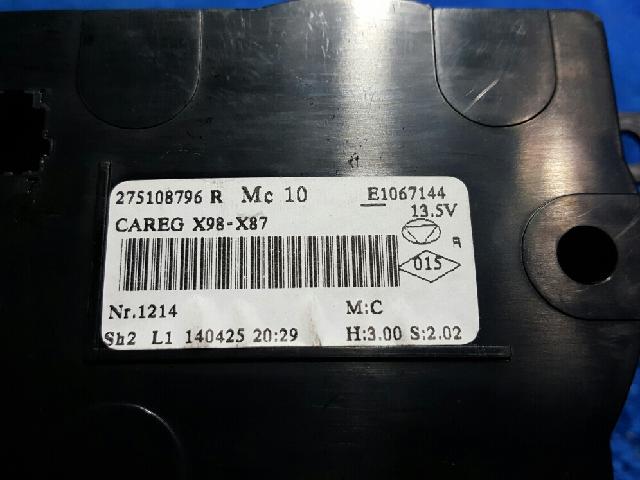 275108796 R Mc 10 E1067144
13.5V
CAREG X98-X87
015
Nr.1214 M:C
Sh2 L1 140425 20:29 H:3.00 S:2.02